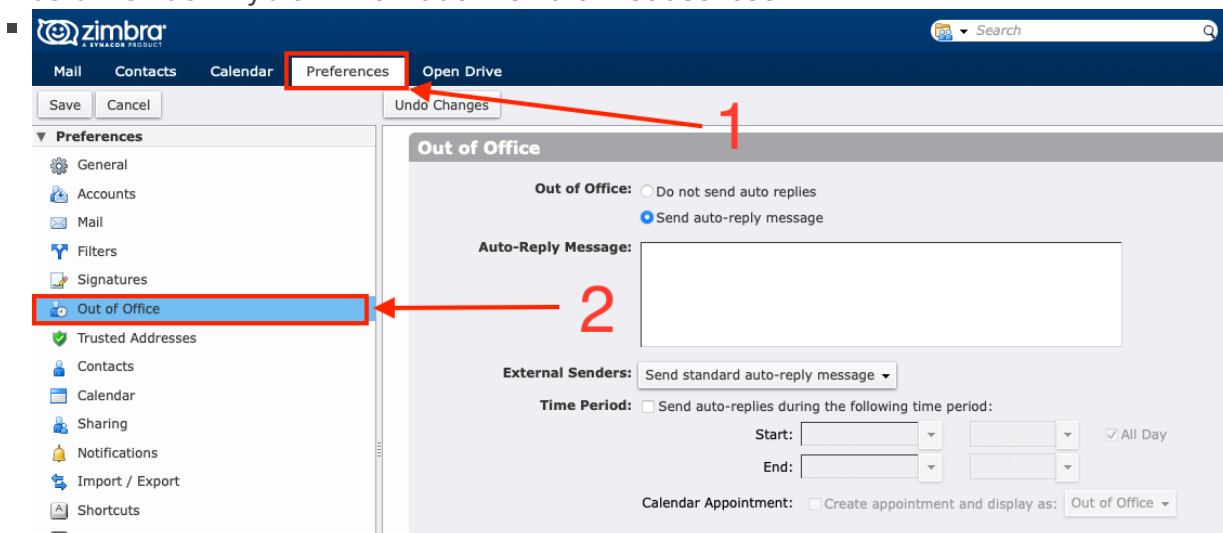 zimbra
A SYNACOR PRODUCT
Search
Mail Contacts Calendar Preferences Open Drive
Save Cancel Undo Changes
1
Preferences
Out of Office
General
Out of Office: Do not send auto replies
Accounts
Send auto-reply message
Mail
Auto-Reply Message:
Filters
Signatures
Out of Office
2
Trusted Addresses
Contacts
External Senders: Send standard auto-reply message
Calendar
Time Period: Send auto-replies during the following time period:
Sharing
Start: All Day
Notifications
End:
Import / Export
Calendar Appointment: Create appointment and display as: Out of Office
Shortcuts